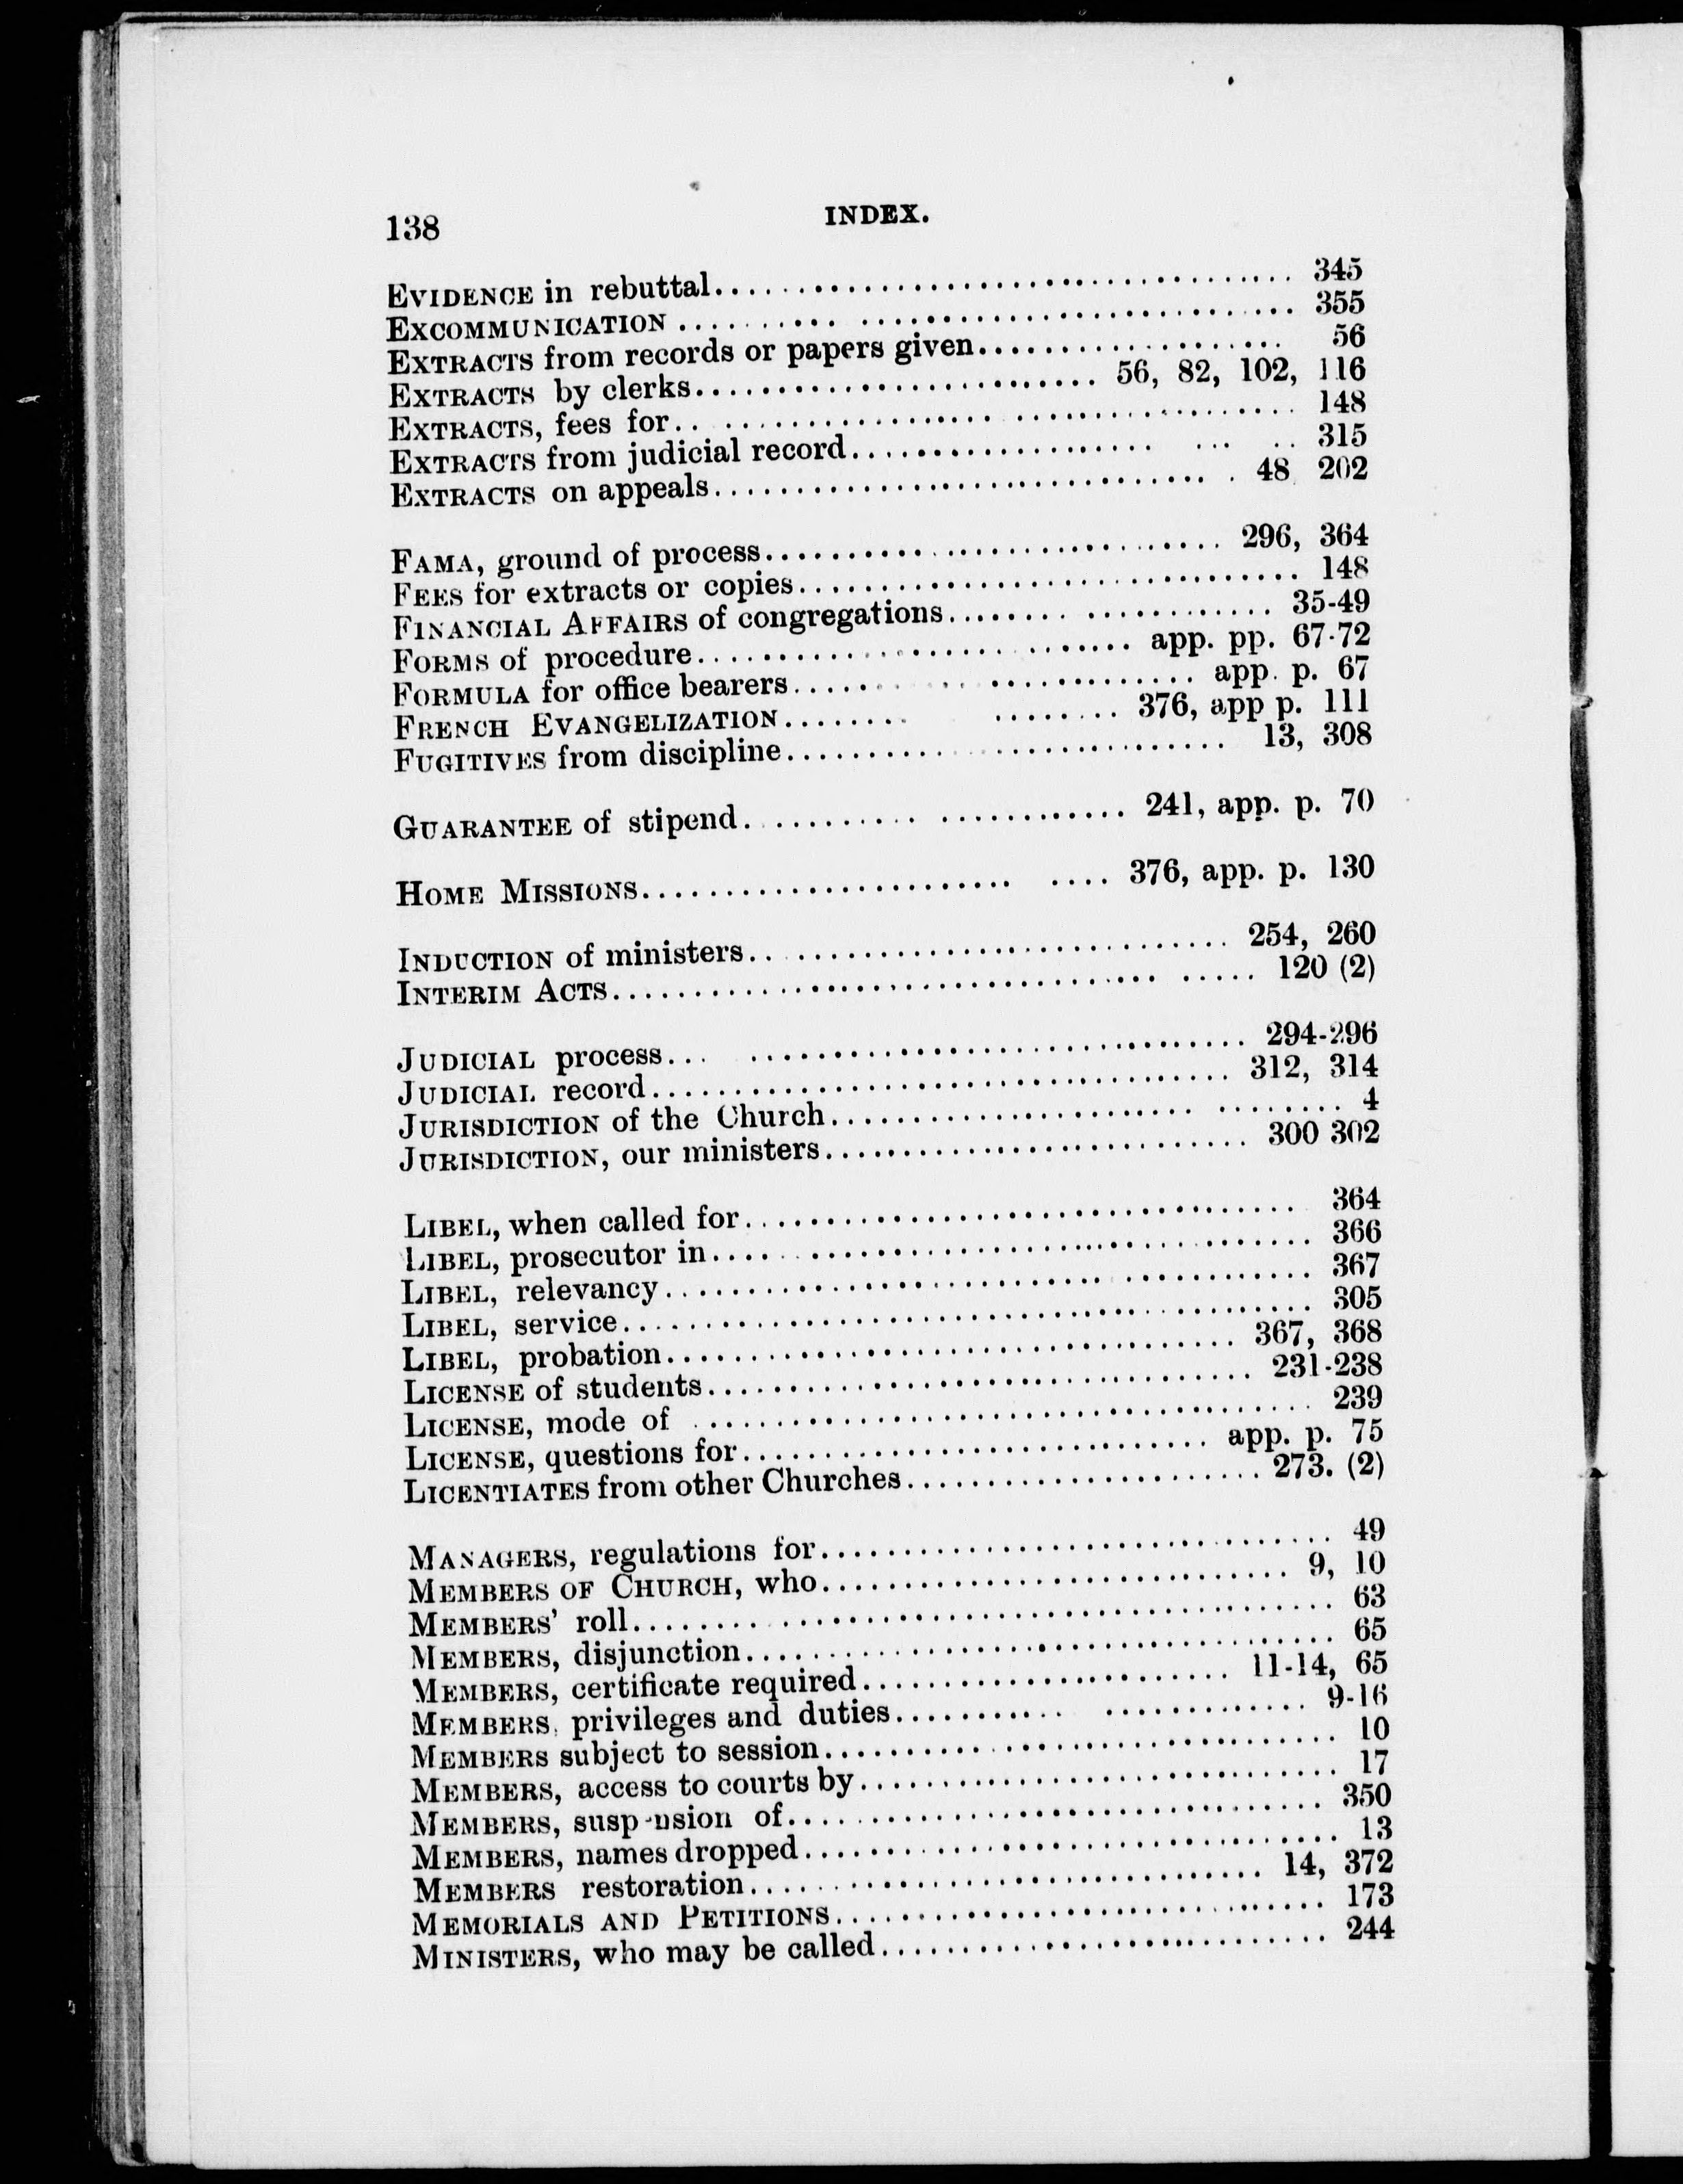 138
INDEX.
EVIDENCE in rebuttal........................................ 345
EXCOMMUNICATION ........................................ 355
EXTRACTS from records or papers given.................... 56
EXTRACTS by clerks.......................... 56, 82, 102, 116
EXTRACTS, fees for........................................ 148
EXTRACTS from judicial record........................... 315
EXTRACTS on appeals.................................. 48, 202
FAMA, ground of process............................. 296, 364
FEES for extracts or copies............................... 148
FINANCIAL AFFAIRS of congregations.................... 35-49
FORMS of procedure............................ app. pp. 67-72
FORMULA for office bearers......................... app. p. 67
FRENCH EVANGELIZATION................ 376, app p. 111
FUGITIVES from discipline........................... 13, 308
GUARANTEE of stipend....................... 241, app. p. 70
HOME MISSIONS........................... 376, app. p. 130
INDUCTION of ministers.............................. 254, 260
INTERIM ACTS........................................ 120 (2)
JUDICIAL process................................... 294-296
JUDICIAL record..................................... 312, 314
JURISDICTION of the Church.............................. 4
JURISDICTION, our ministers........................... 300 302
LIBEL, when called for................................... 364
LIBEL, prosecutor in..................................... 366
LIBEL, relevancy........................................ 367
LIBEL, service........................................... 305
LIBEL, probation.................................... 367, 368
LICENSE of students.................................. 231-238
LICENSE, mode of ...................................... 239
LICENSE, questions for.............................. app. p. 75
LICENTIATES from other Churches...................... 273. (2)
MANAGERS, regulations for................................ 49
MEMBERS OF CHURCH, who.............................. 9, 10
MEMBERS' roll........................................... 63
MEMBERS, disjunction.................................... 65
MEMBERS, certificate required....................... 11-14, 65
MEMBERS, privileges and duties......................... 9-16
MEMBERS subject to session............................... 10
MEMBERS, access to courts by............................. 17
MEMBERS, susp-nsion of................................. 350
MEMBERS, names dropped................................. 13
MEMBERS restoration................................ 14, 372
MEMORIALS AND PETITIONS.............................. 173
MINISTERS, who may be called............................ 244